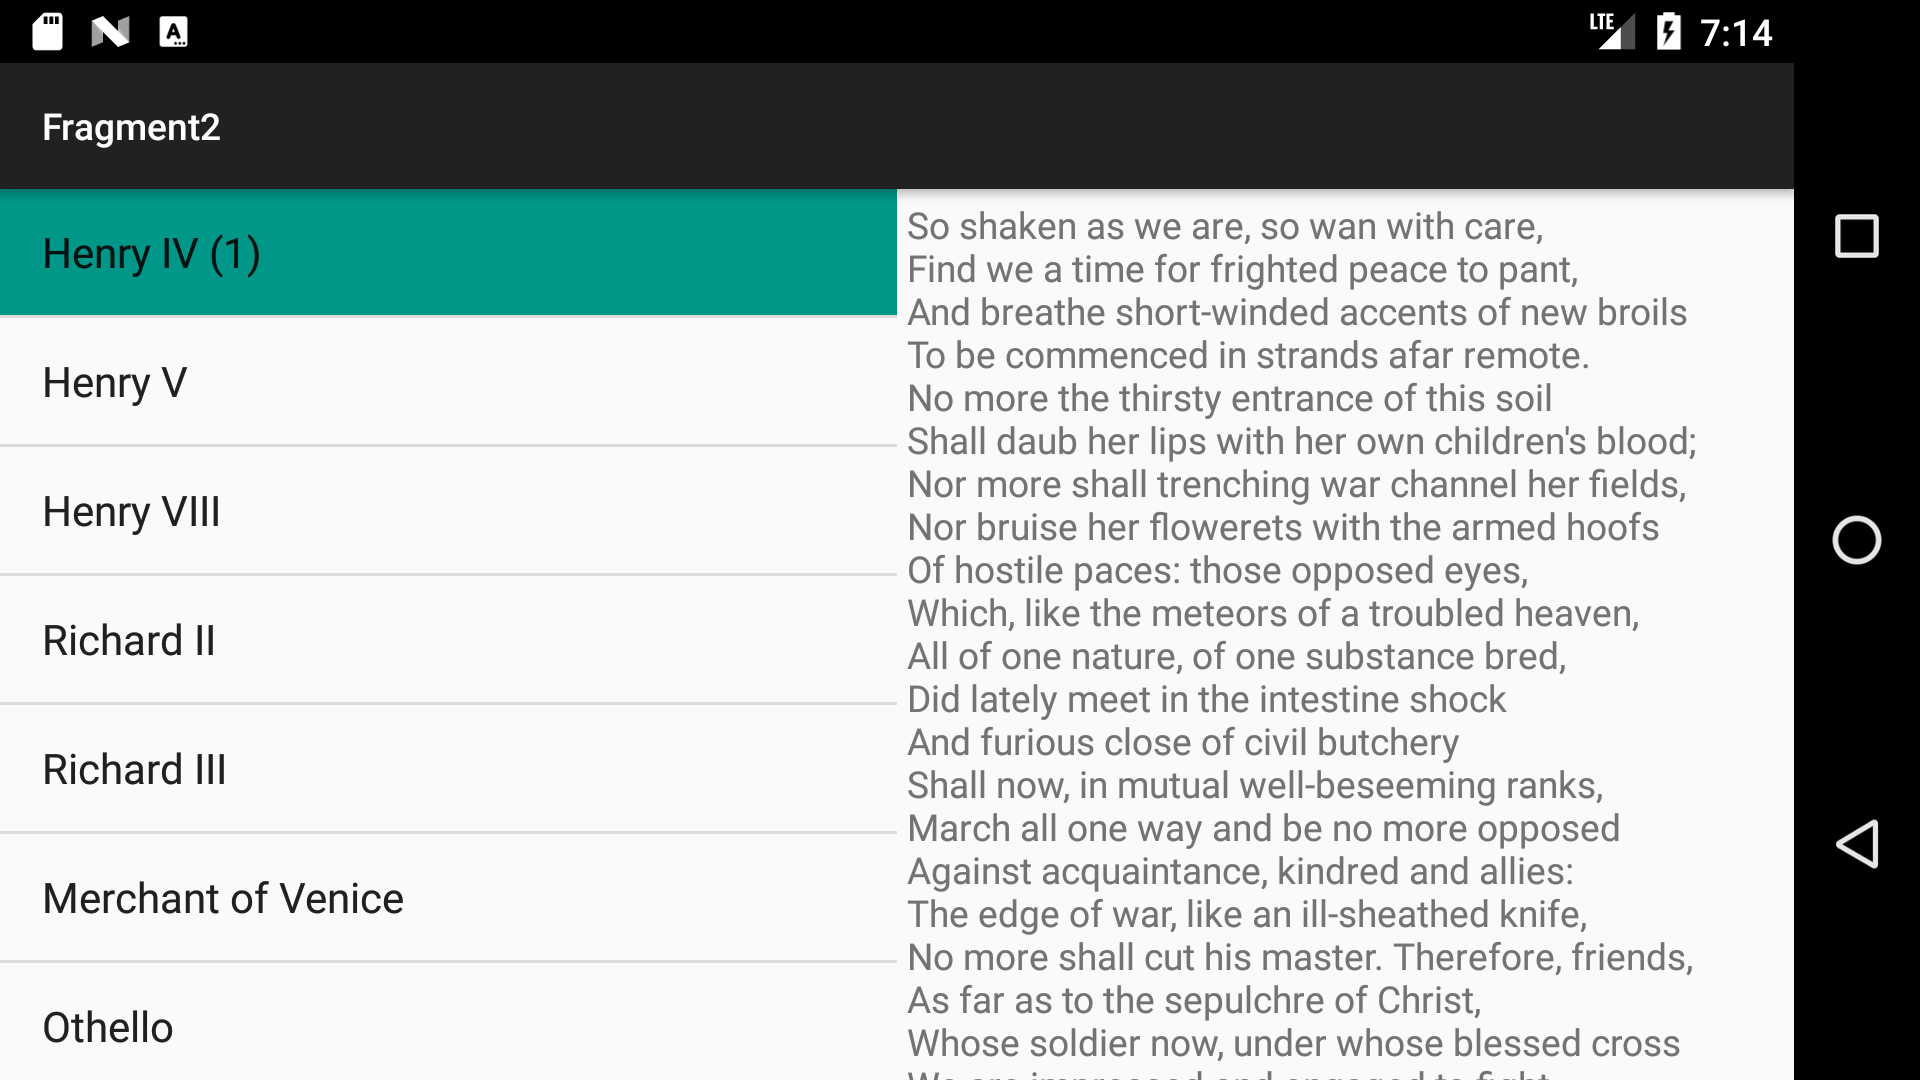 LTE 7:14
Fragment2
Henry IV (1)
Henry V
Henry VIII
Richard II
Richard III
Merchant of Venice
Othello
So shaken as we are, so wan with care,
Find we a time for frighted peace to pant,
And breathe short-winded accents of new broils
To be commenced in strands afar remote.
No more the thirsty entrance of this soil
Shall daub her lips with her own children's blood;
Nor more shall trenching war channel her fields,
Nor bruise her flowerets with the armed hoofs
Of hostile paces: those opposed eyes,
Which, like the meteors of a troubled heaven,
All of one nature, of one substance bred,
Did lately meet in the intestine shock
And furious close of civil butchery
Shall now, in mutual well-beseeming ranks,
March all one way and be no more opposed
Against acquaintance, kindred and allies:
The edge of war, like an ill-sheathed knife,
No more shall cut his master. Therefore, friends,
As far as to the sepulchre of Christ,
Whose soldier now, under whose blessed cross